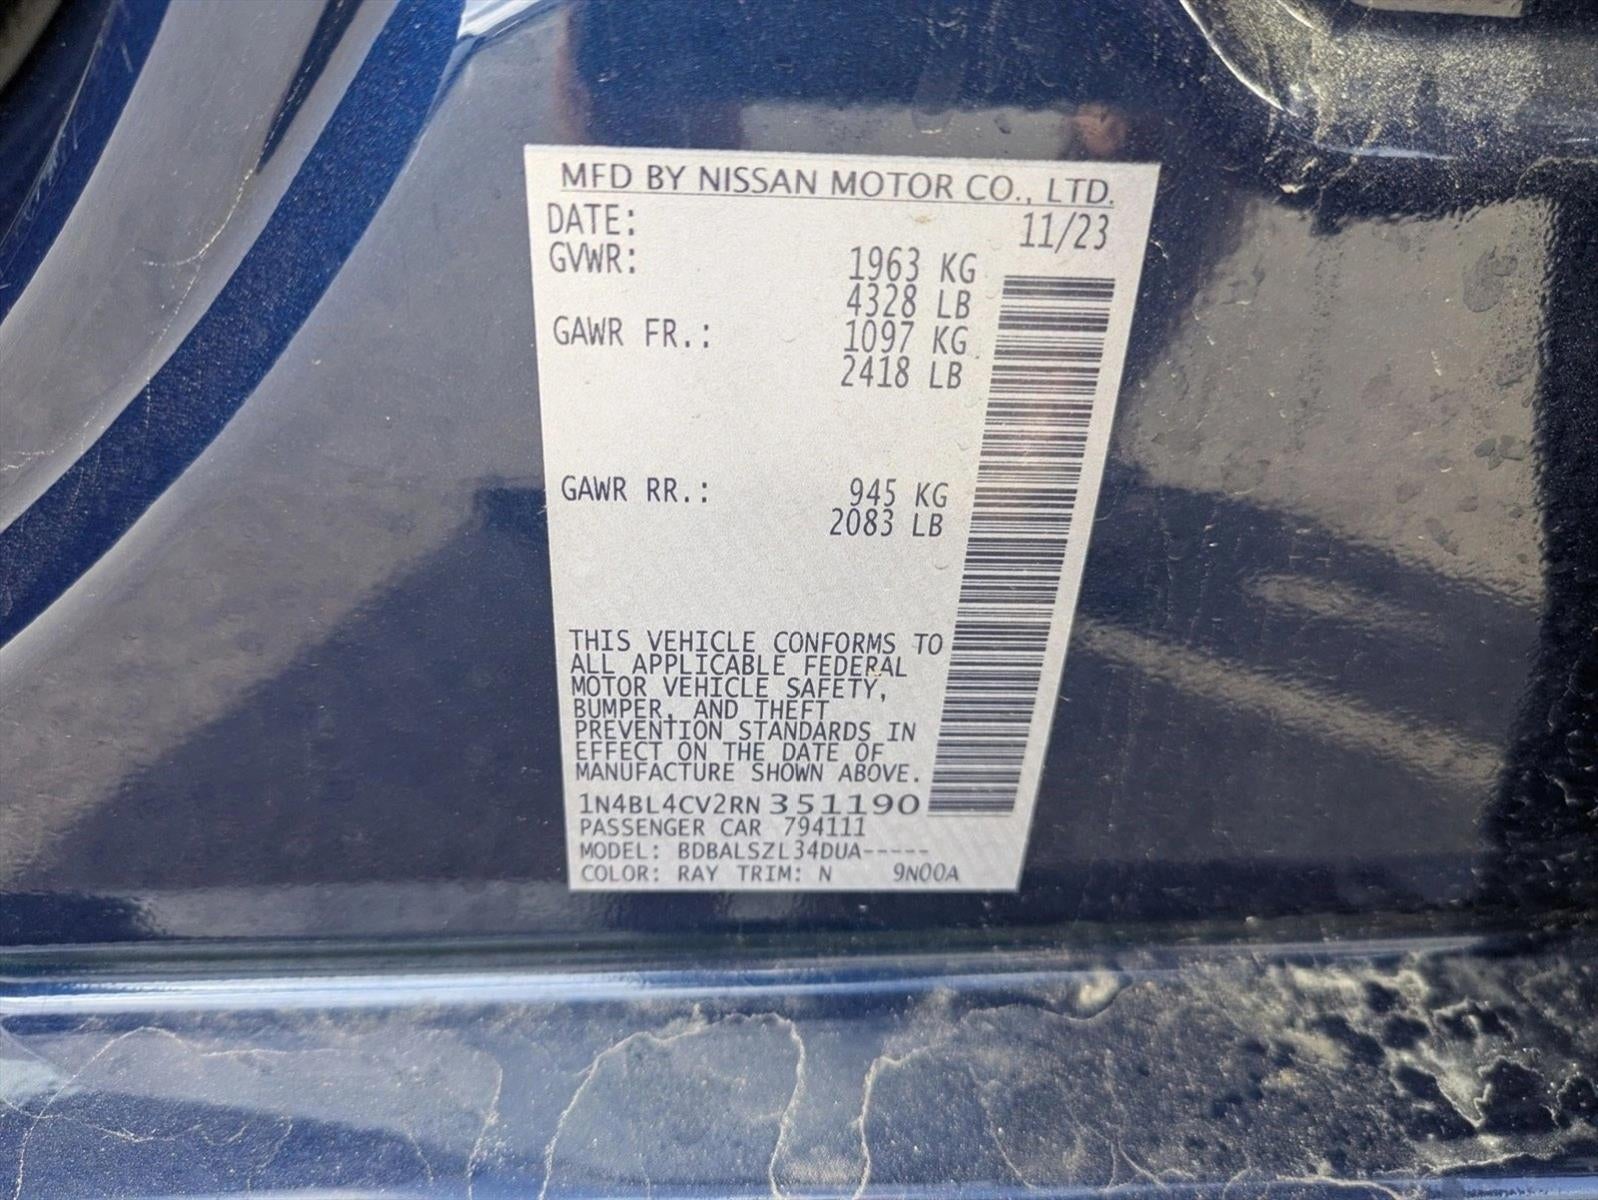 MFD BY NISSAN MOTOR CO., LTD.
DATE: 11/23
GVWR: 1963 KG
4328 LB
GAWR FR.: 1097 KG
2418 LB
GAWR RR.: 945 KG
2083 LB
THIS VEHICLE CONFORMS TO
ALL APPLICABLE FEDERAL
MOTOR VEHICLE SAFETY,
BUMPER, AND THEFT
PREVENTION STANDARDS IN
EFFECT ON THE DATE OF
MANUFACTURE SHOWN ABOVE.
1N4BL4CV2RN351190
PASSENGER CAR 794111
MODEL: BDBALSZL34DUA-----
COLOR: RAY TRIM: N 9N00A